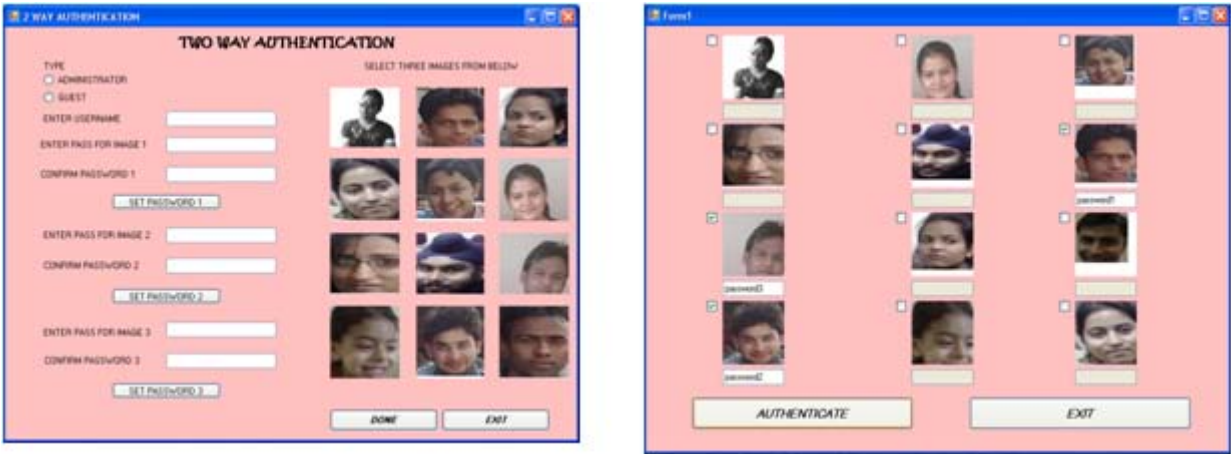 2 WAY AUTHENTICATION
TWO WAY AUTHENTICATION
TYPE
ADMINISTRATOR
GUEST
ENTER USERNAME
ENTER PASS FOR IMAGE 1
CONFIRM PASSWORD 1
SET PASSWORD 1
ENTER PASS FOR IMAGE 2
CONFIRM PASSWORD 2
SET PASSWORD 2
ENTER PASS FOR IMAGE 3
CONFIRM PASSWORD 3
SET PASSWORD 3
SELECT THREE IMAGES FROM BELOW
DONE
EXIT
Form1
password1
password3
password2
AUTHENTICATE
EXIT